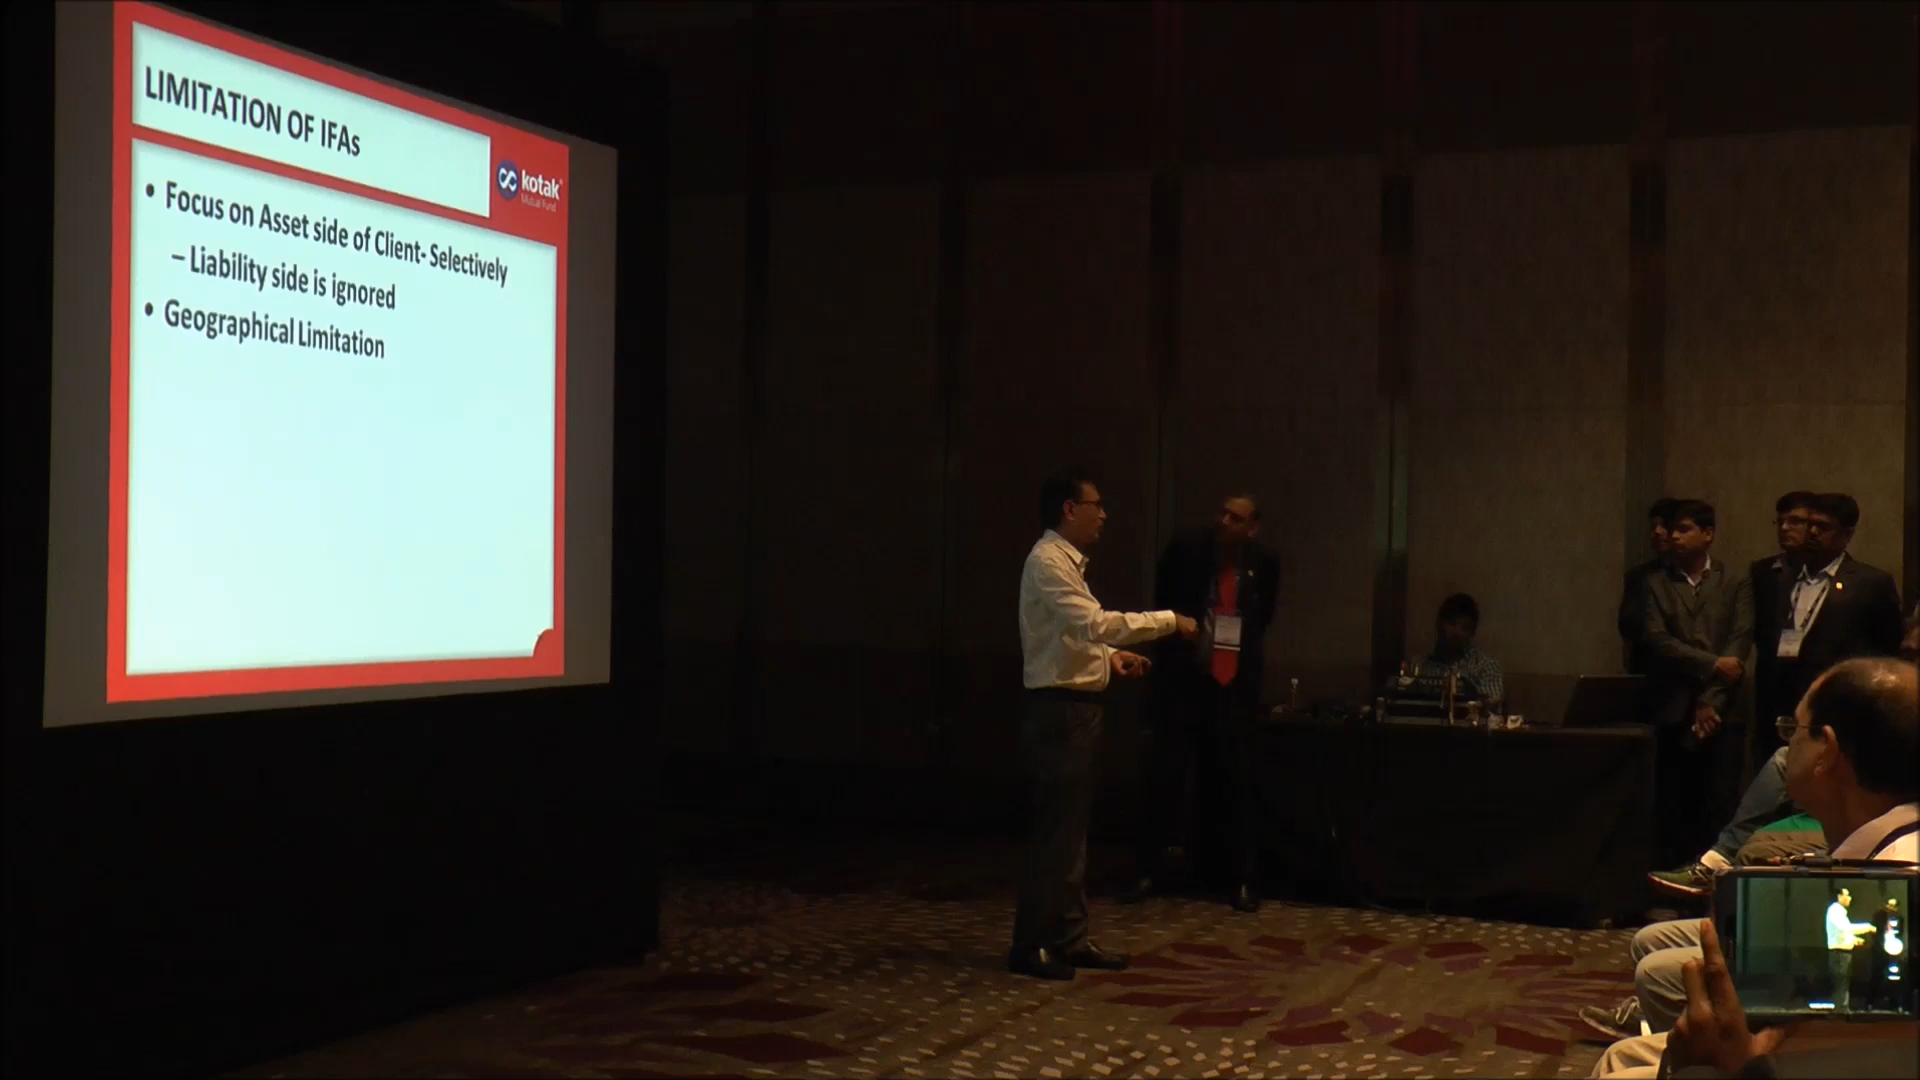 LIMITATION OF IFAs
kotak
Mutual Fund
• Focus on Asset side of Client- Selectively
– Liability side is ignored
• Geographical Limitation